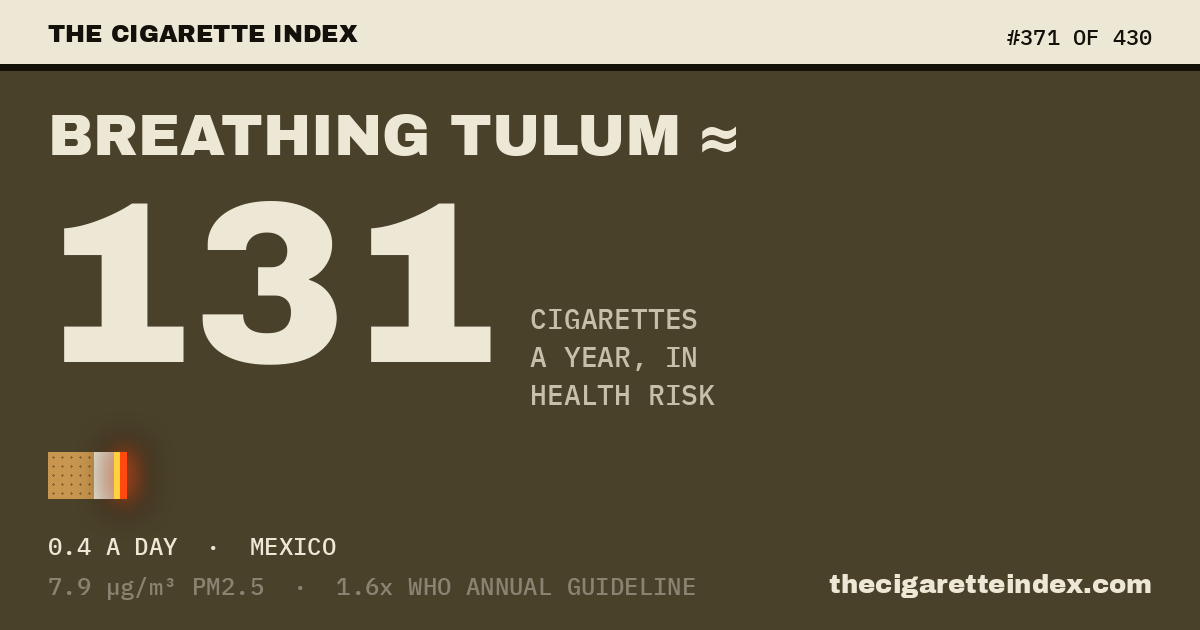 THE CIGARETTE INDEX
#371 OF 430
BREATHING TULUM ≈
131
CIGARETTES
A YEAR, IN
HEALTH RISK
0.4 A DAY · MEXICO
7.9 µg/m³ PM2.5 · 1.6x WHO ANNUAL GUIDELINE
thecigaretteindex.com